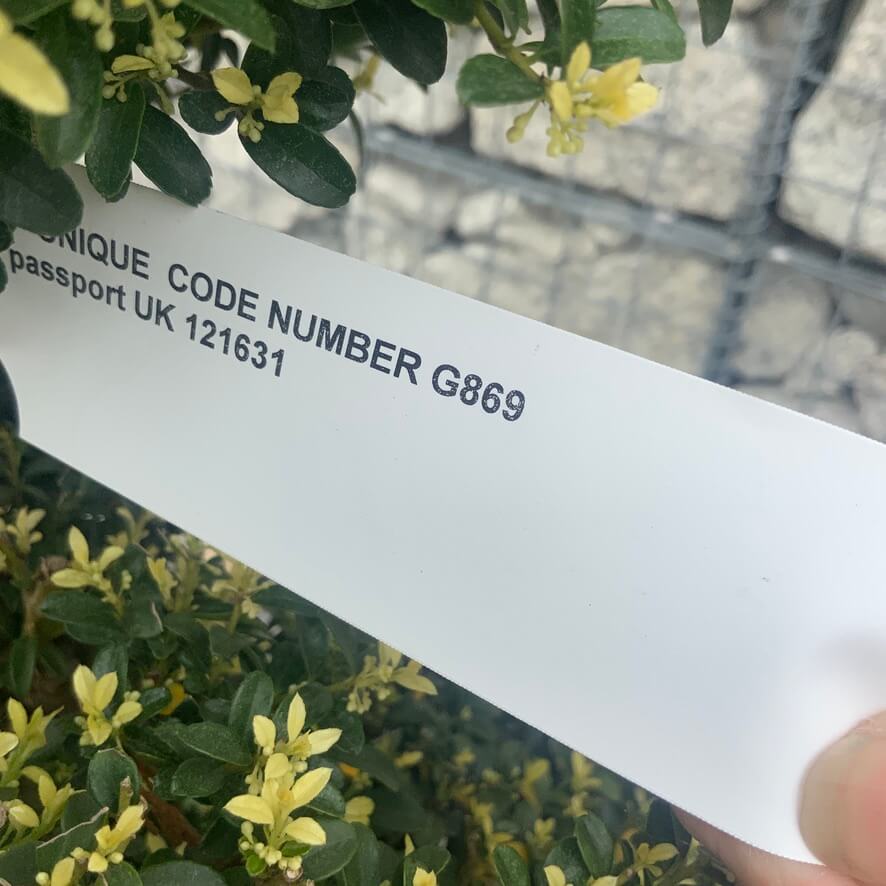 UNIQUE CODE NUMBER G869
passport UK 121631